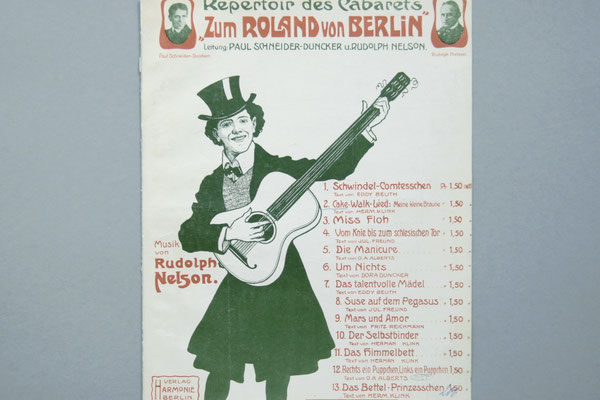 Repertoir des Cabarets
„Zum ROLAND von BERLIN"
Leitung: PAUL SCHNEIDER-DUNCKER u. RUDOLPH NELSON.
Paul Schneider-Duncker.
Rudolph Nelson.
Musik
von
Rudolph
Nelson.
1. Schwindel-Comtesschen 1,50
Text von EDDY BEUTH
2. Cake-Walk-Lied: Meine kleine Braune 1,50
Text von HERM. KLINK
3. Miss Floh 1,50
4. Vom Knie bis zum schlesischen Tor 1,50
Text von JUL. FREUND
5. Die Manicure 1,50
Text von O. A. ALBERTS
6. Um Nichts 1,50
Text von DORA DUNCKER
7. Das talentvolle Mädel 1,50
Text von EDDY BEUTH
8. Suse auf dem Pegasus 1,50
Text von JUL. FREUND
9. Mars und Amor 1,50
Text von FRITZ REICHMANN
10. Der Selbstbinder 1,50
Text von HERMAN KLINK
11. Das Himmelbett 1,50
Text von HERMAN KLINK
12. Rechts ein Püppchen, Links ein Püppchen 1,50
Text von O. A. ALBERTS
13. Das Bettel-Prinzesschen 1,50
Text von HERM. KLINK
VERLAG
HARMONIE
BERLIN